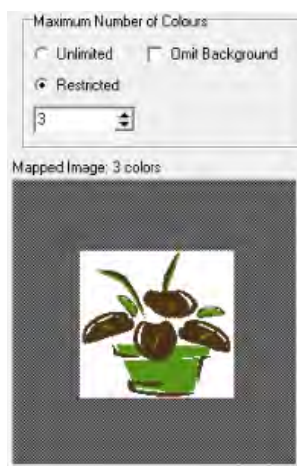 Maximum Number of Colours
Unlimited Omit Background
Restricted
3
Mapped Image: 3 colors